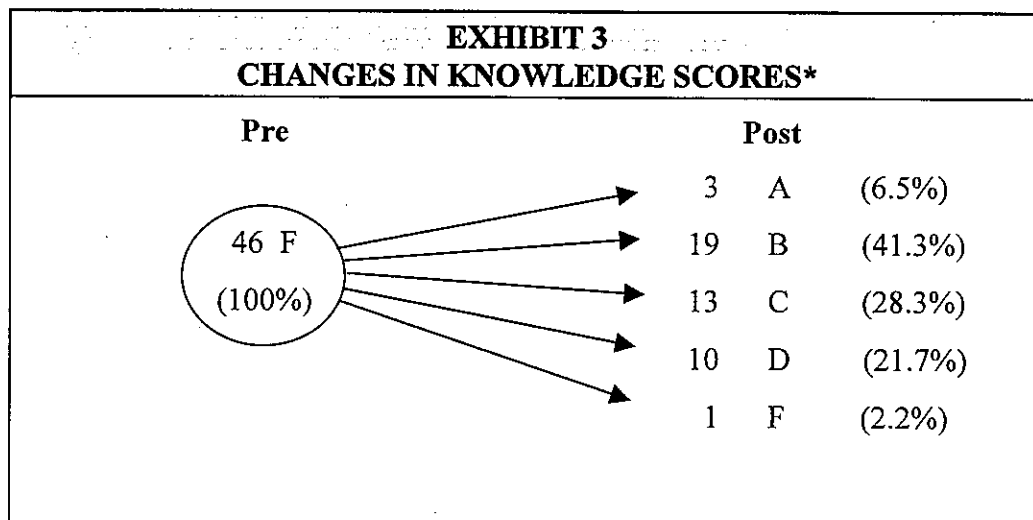 EXHIBIT 3
CHANGES IN KNOWLEDGE SCORES*
Pre Post
46 F
(100%)
3 A (6.5%)
19 B (41.3%)
13 C (28.3%)
10 D (21.7%)
1 F (2.2%)